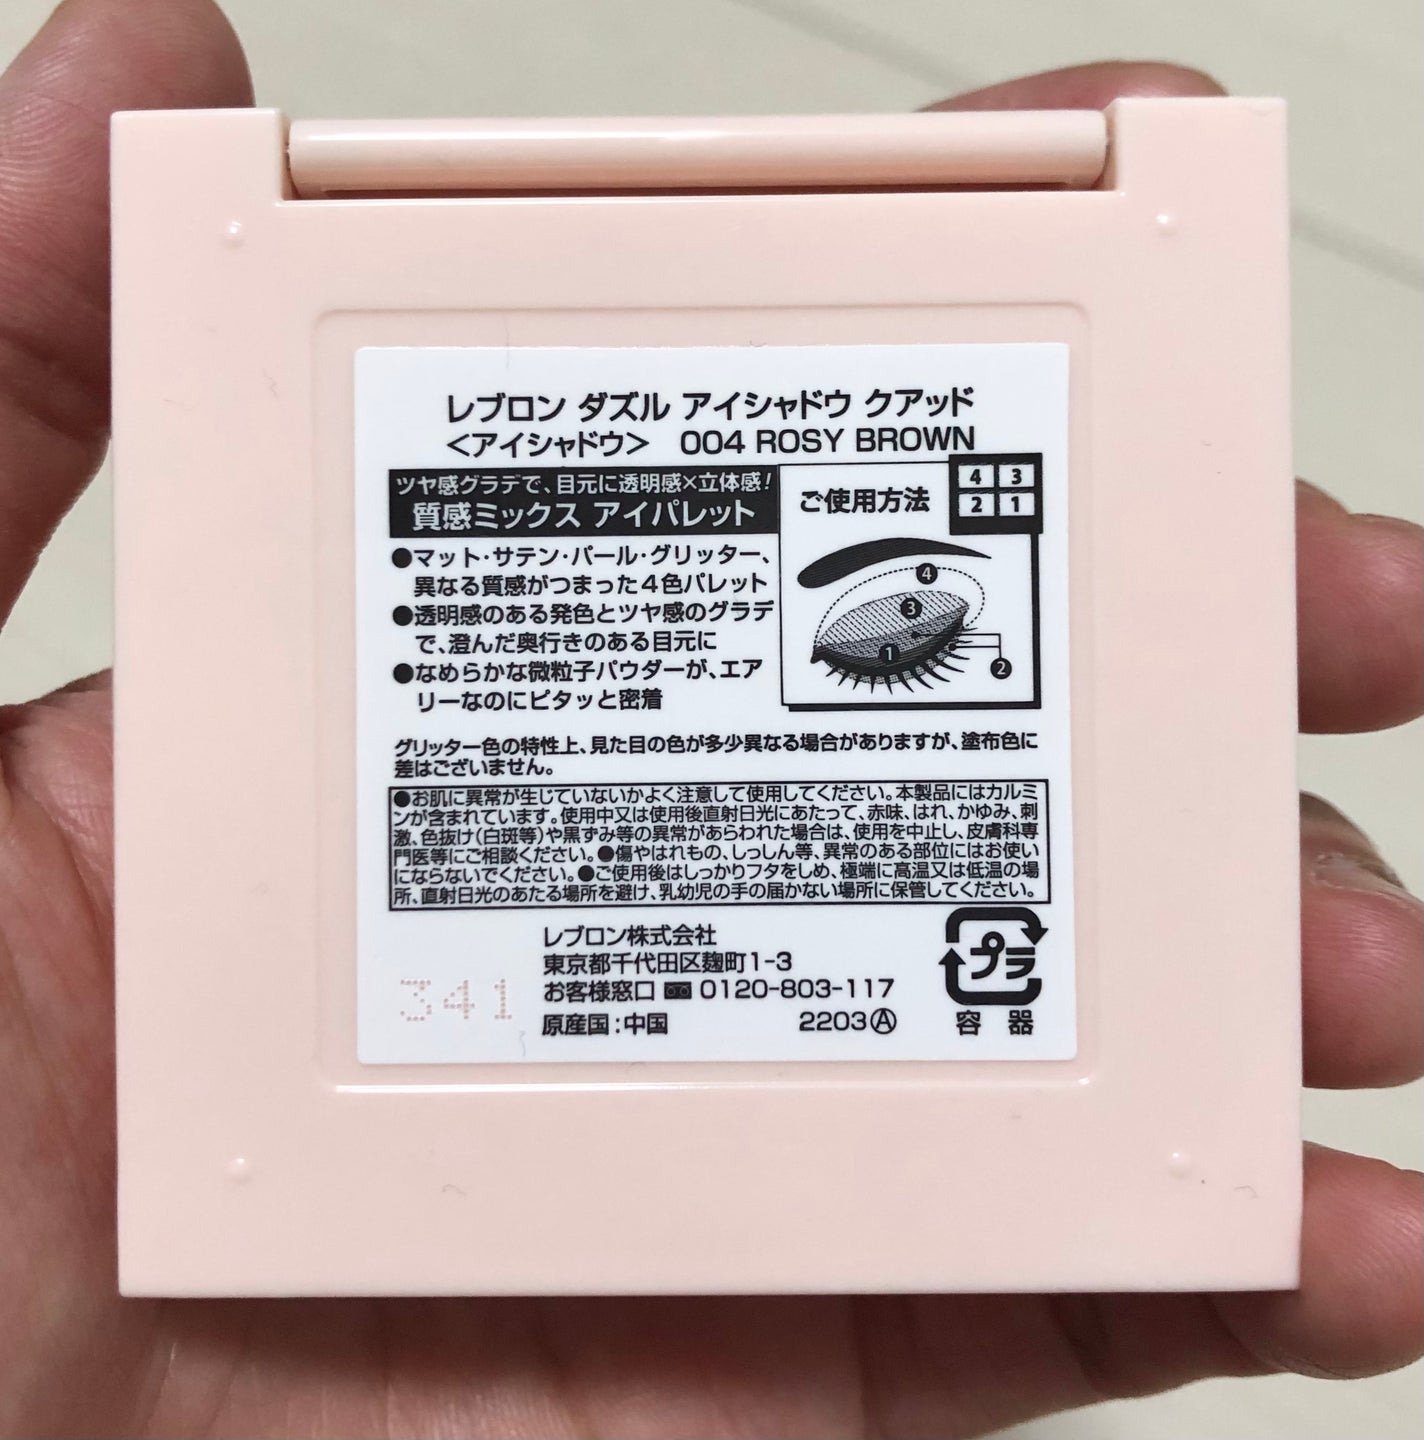 レブロン ダズル アイシャドウ クアッド
<アイシャドウ> 004 ROSY BROWN
ツヤ感グラデで、目元に透明感×立体感!
質感ミックス アイパレット
●マット・サテン・パール・グリッター、
異なる質感がつまった4色パレット
●透明感のある発色とツヤ感のグラデ
で、澄んだ奥行きのある目元に
●なめらかな微粒子パウダーが、エア
リーなのにピタッと密着
ご使用方法
4 3
2 1
4
3
1
2
グリッター色の特性上、見た目の色が多少異なる場合がありますが、塗布色に
差はございません。
●お肌に異常が生じていないかよく注意して使用してください。本製品にはカルミ
ンが含まれています。使用中又は使用後直射日光にあたって、赤味、はれ、かゆみ、刺
激、色抜け(白斑等)や黒ずみ等の異常があらわれた場合は、使用を中止し、皮膚科専
門医等にご相談ください。●傷やはれもの、しっしん等、異常のある部位にはお使い
にならないでください。●ご使用後はしっかりフタをしめ、極端に高温又は低温の場
所、直射日光のあたる場所を避け、乳幼児の手の届かない場所に保管してください。
レブロン株式会社
東京都千代田区麹町1-3
お客様窓口 0120-803-117
原産国:中国 2203Ⓐ
341
プラ
容 器